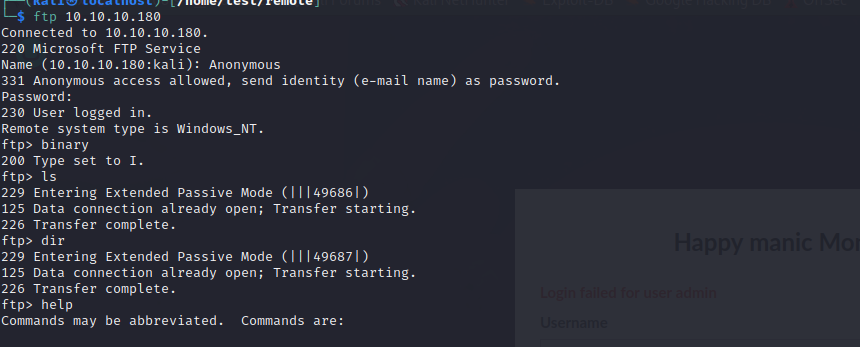 (kali㉿localhost)-[/home/test/remote]
└─$ ftp 10.10.10.180
Connected to 10.10.10.180.
220 Microsoft FTP Service
Name (10.10.10.180:kali): Anonymous
331 Anonymous access allowed, send identity (e-mail name) as password.
Password:
230 User logged in.
Remote system type is Windows_NT.
ftp> binary
200 Type set to I.
ftp> ls
229 Entering Extended Passive Mode (|||49686|)
125 Data connection already open; Transfer starting.
226 Transfer complete.
ftp> dir
229 Entering Extended Passive Mode (|||49687|)
125 Data connection already open; Transfer starting.
226 Transfer complete.
ftp> help
Commands may be abbreviated.  Commands are:
Happy manic
Login failed for user admin
Username